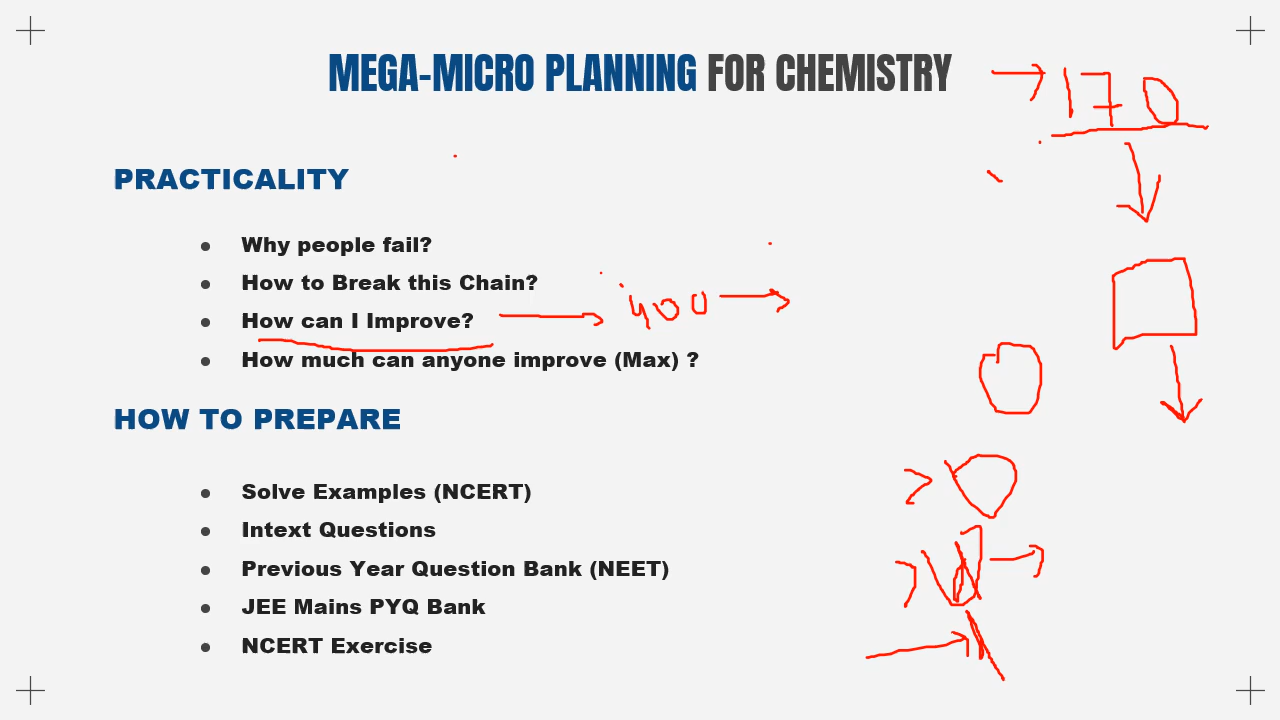 MEGA-MICRO PLANNING FOR CHEMISTRY
170
PRACTICALITY
● Why people fail?
● How to Break this Chain?
● How can I Improve?
400
● How much can anyone improve (Max) ?
HOW TO PREPARE
● Solve Examples (NCERT)
● Intext Questions
● Previous Year Question Bank (NEET)
● JEE Mains PYQ Bank
● NCERT Exercise